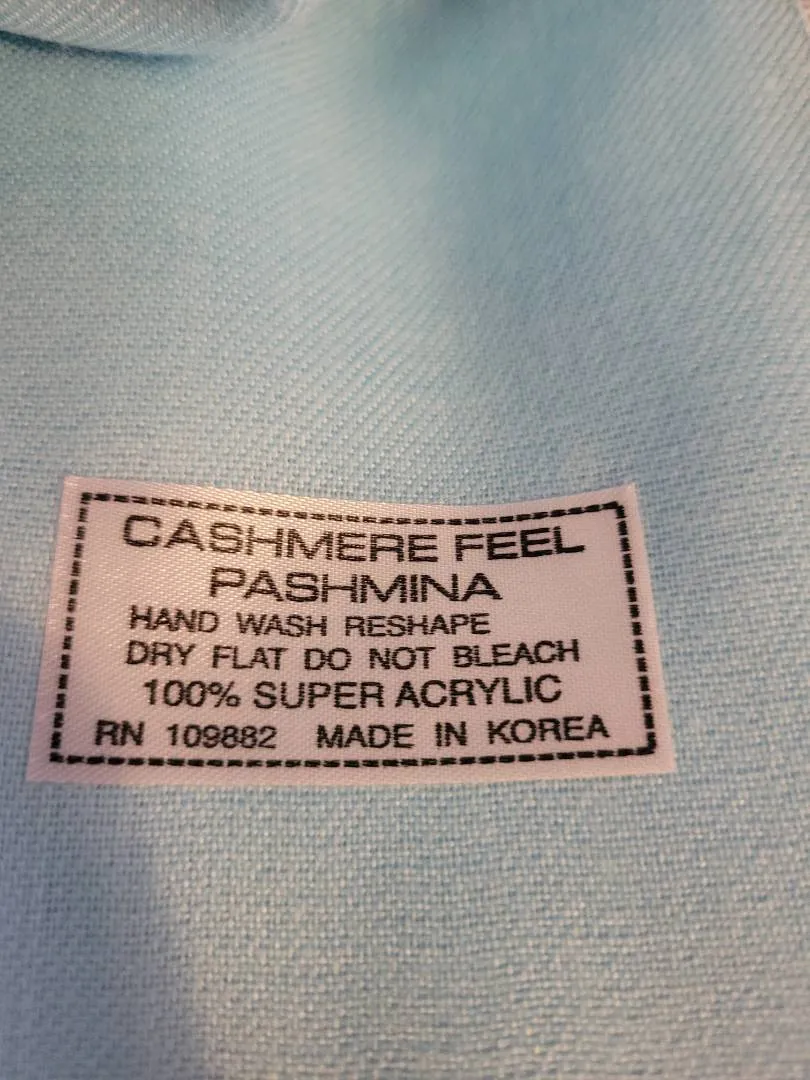 CASHMERE FEEL
PASHMINA
HAND WASH RESHAPE
DRY FLAT DO NOT BLEACH
100% SUPER ACRYLIC
RN 109882 MADE IN KOREA